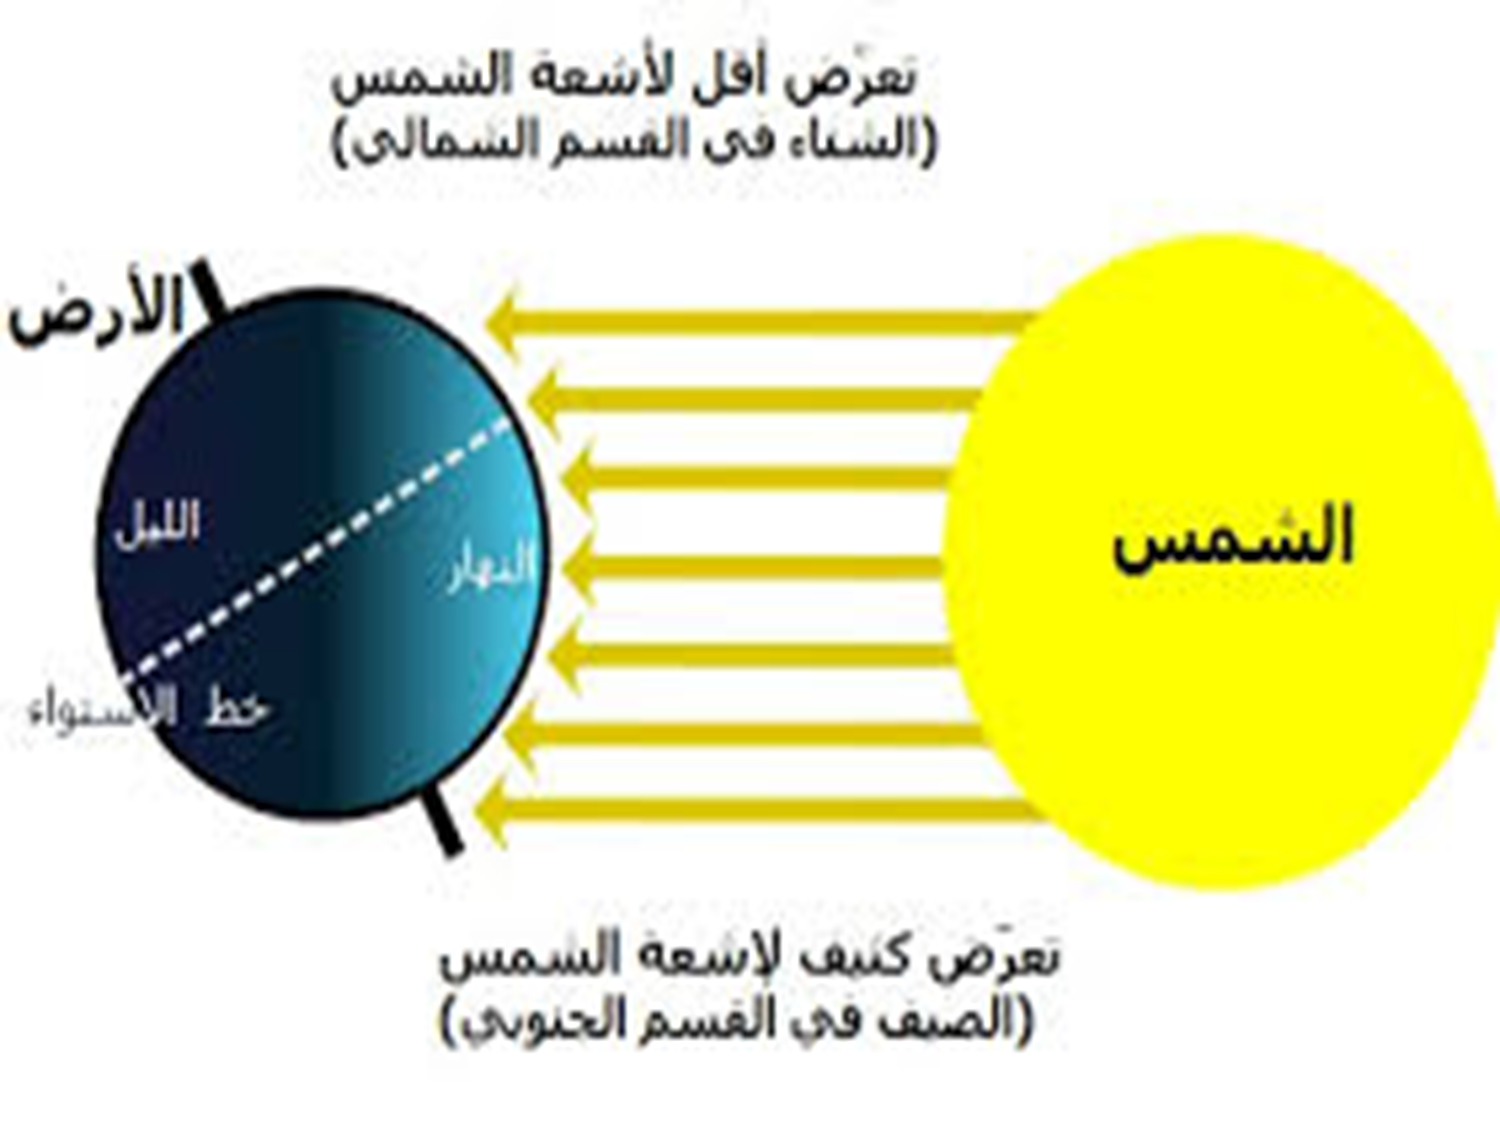 تعرّض أقل لأشعة الشمس
(الشتاء في القسم الشمالي)
الأرض
الشمس
الليل
النهار
خط الاستواء
تعرّض كثيف لإشعة الشمس
(الصيف في القسم الجنوبي)